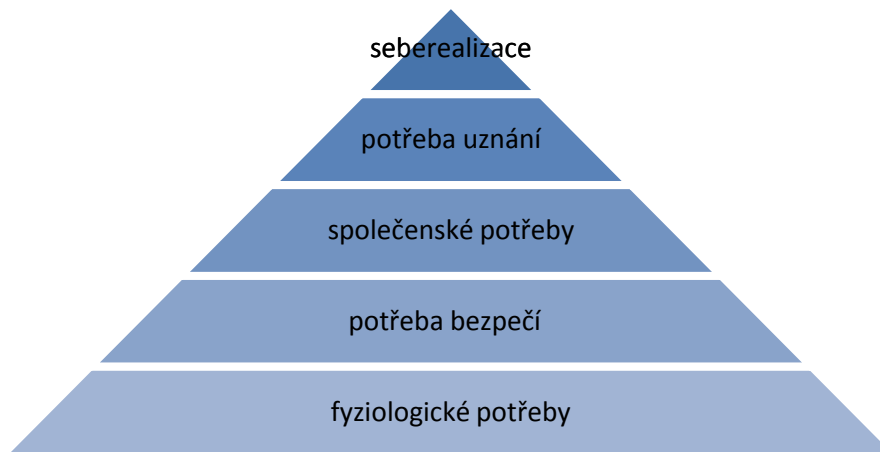 seberealizace
potřeba uznání
společenské potřeby
potřeba bezpečí
fyziologické potřeby